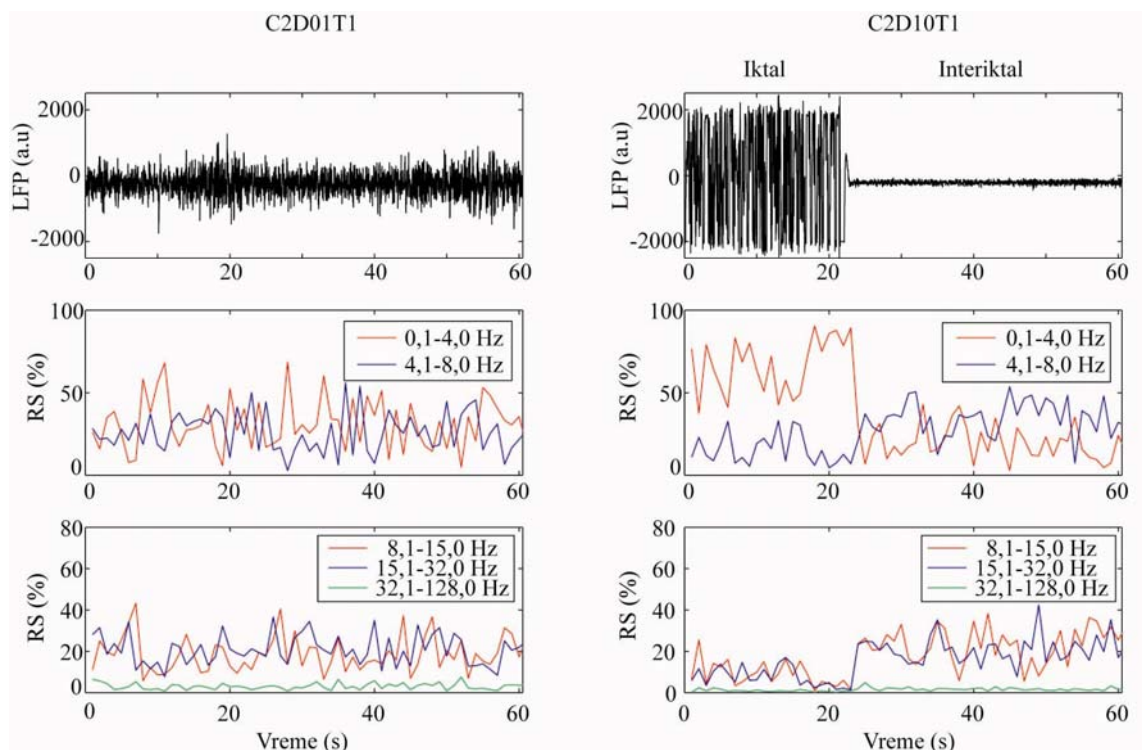 C2D01T1
C2D10T1
Iktal
Interiktal
LFP (a.u)
2000
0
-2000
0
20
40
60
LFP (a.u)
2000
0
-2000
0
20
40
60
RS (%)
100
50
0
0,1-4,0 Hz
4,1-8,0 Hz
0
20
40
60
RS (%)
100
50
0
0,1-4,0 Hz
4,1-8,0 Hz
0
20
40
60
RS (%)
80
60
40
20
0
8,1-15,0 Hz
15,1-32,0 Hz
32,1-128,0 Hz
0
20
40
60
Vreme (s)
RS (%)
80
60
40
20
0
8,1-15,0 Hz
15,1-32,0 Hz
32,1-128,0 Hz
0
20
40
60
Vreme (s)